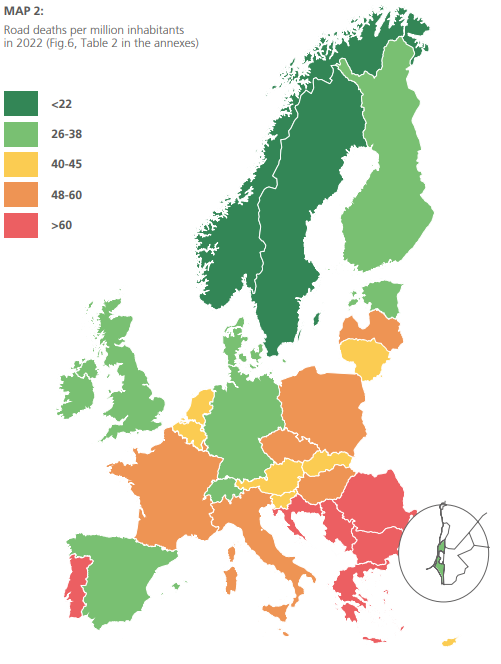 MAP 2:
Road deaths per million inhabitants
in 2022 (Fig.6, Table 2 in the annexes)
<22
26-38
40-45
48-60
>60